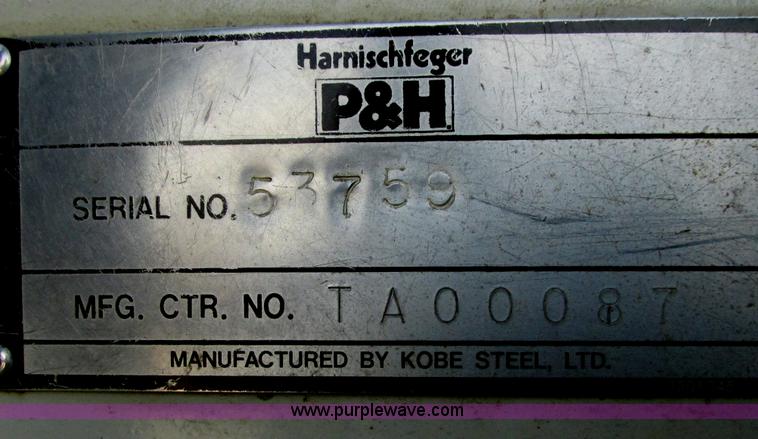 Harnischfeger
P&H
SERIAL NO. 53759
MFG. CTR. NO. TA00087
MANUFACTURED BY KOBE STEEL, LTD.
www.purplewave.com